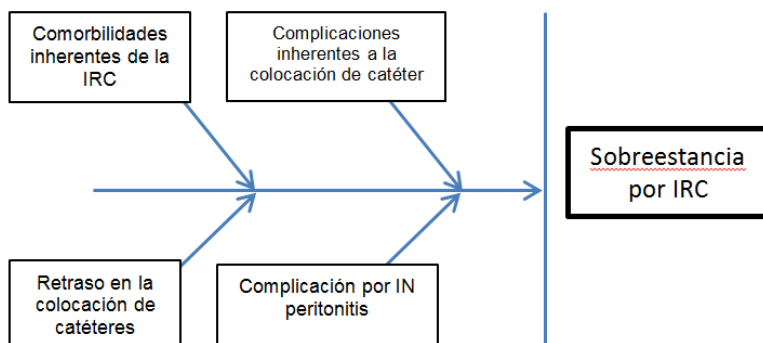 Comorbilidades
inherentes de la
IRC
Complicaciones
inherentes a la
colocación de catéter
Sobreestancia
por IRC
Retraso en la
colocación de
catéteres
Complicación por IN
peritonitis